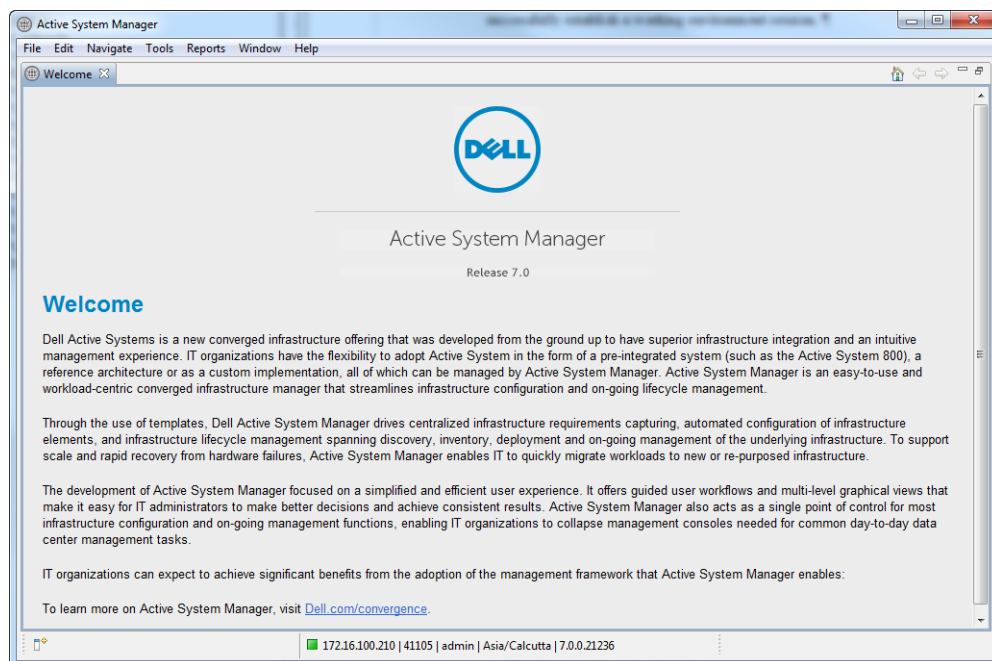 Active System Manager
successfully establish a working environment session. ¶
File Edit Navigate Tools Reports Window Help
Welcome
DELL
Active System Manager
Release 7.0
Welcome
Dell Active Systems is a new converged infrastructure offering that was developed from the ground up to have superior infrastructure integration and an intuitive
management experience. IT organizations have the flexibility to adopt Active System in the form of a pre-integrated system (such as the Active System 800), a
reference architecture or as a custom implementation, all of which can be managed by Active System Manager. Active System Manager is an easy-to-use and
workload-centric converged infrastructure manager that streamlines infrastructure configuration and on-going lifecycle management.
Through the use of templates, Dell Active System Manager drives centralized infrastructure requirements capturing, automated configuration of infrastructure
elements, and infrastructure lifecycle management spanning discovery, inventory, deployment and on-going management of the underlying infrastructure. To support
scale and rapid recovery from hardware failures, Active System Manager enables IT to quickly migrate workloads to new or re-purposed infrastructure.
The development of Active System Manager focused on a simplified and efficient user experience. It offers guided user workflows and multi-level graphical views that
make it easy for IT administrators to make better decisions and achieve consistent results. Active System Manager also acts as a single point of control for most
infrastructure configuration and on-going management functions, enabling IT organizations to collapse management consoles needed for common day-to-day data
center management tasks.
IT organizations can expect to achieve significant benefits from the adoption of the management framework that Active System Manager enables:
To learn more on Active System Manager, visit Dell.com/convergence.
172.16.100.210 | 41105 | admin | Asia/Calcutta | 7.0.0.21236